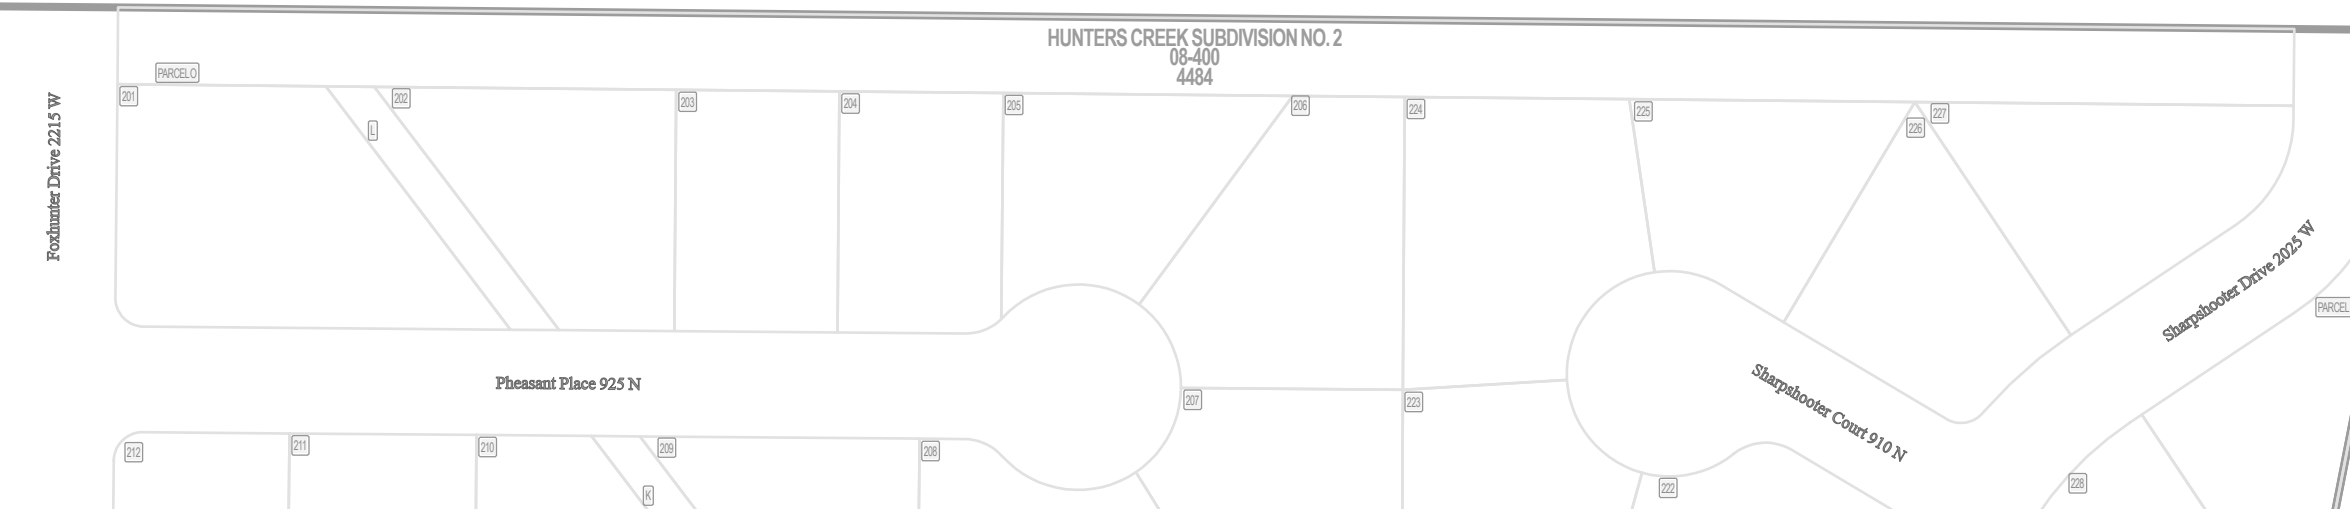 HUNTERS CREEK SUBDIVISION NO. 2
08-400
4484
PARCEL O
201
202
203
204
205
206
224
225
226
227
L
Foxhunter Drive 2215 W
Sharpshooter Drive 2025 W
PARCEL
Pheasant Place 925 N
Sharpshooter Court 910 N
207
223
212
211
210
209
208
K
222
228